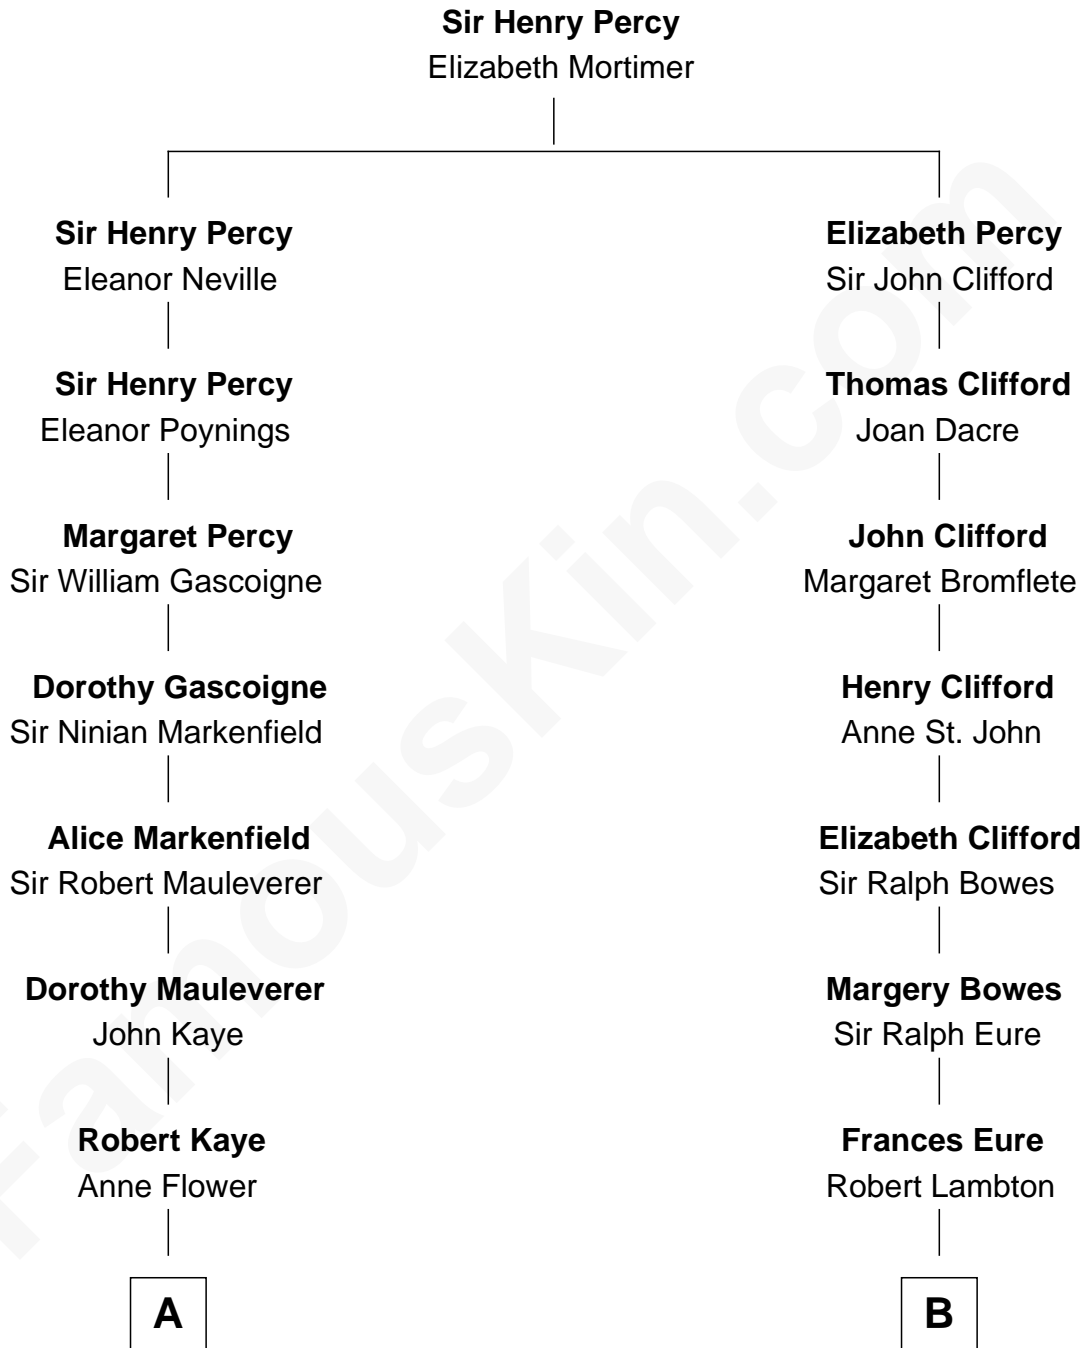 Sir Henry Percy
Elizabeth Mortimer
Sir Henry Percy
Eleanor Neville
Sir Henry Percy
Eleanor Poynings
Margaret Percy
Sir William Gascoigne
Dorothy Gascoigne
Sir Ninian Markenfield
Alice Markenfield
Sir Robert Mauleverer
Dorothy Mauleverer
John Kaye
Robert Kaye
Anne Flower
A
Elizabeth Percy
Sir John Clifford
Thomas Clifford
Joan Dacre
John Clifford
Margaret Bromflete
Henry Clifford
Anne St. John
Elizabeth Clifford
Sir Ralph Bowes
Margery Bowes
Sir Ralph Eure
Frances Eure
Robert Lambton
B
FamousKin.com